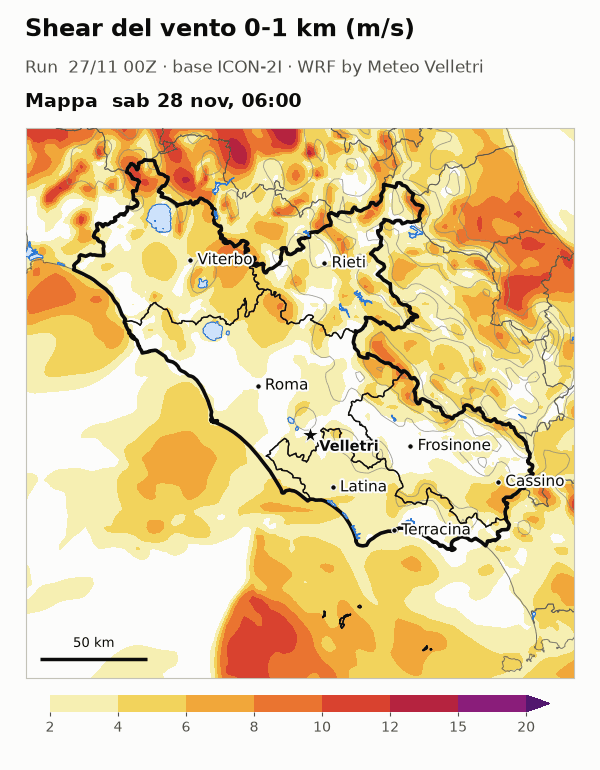 Shear del vento 0-1 km (m/s)
Run  27/11 00Z · base ICON-2I · WRF by Meteo Velletri
Mappa  sab 28 nov, 06:00
Viterbo
Rieti
Roma
Velletri
Frosinone
Latina
Cassino
Terracina
50 km
2 4 6 8 10 12 15 20